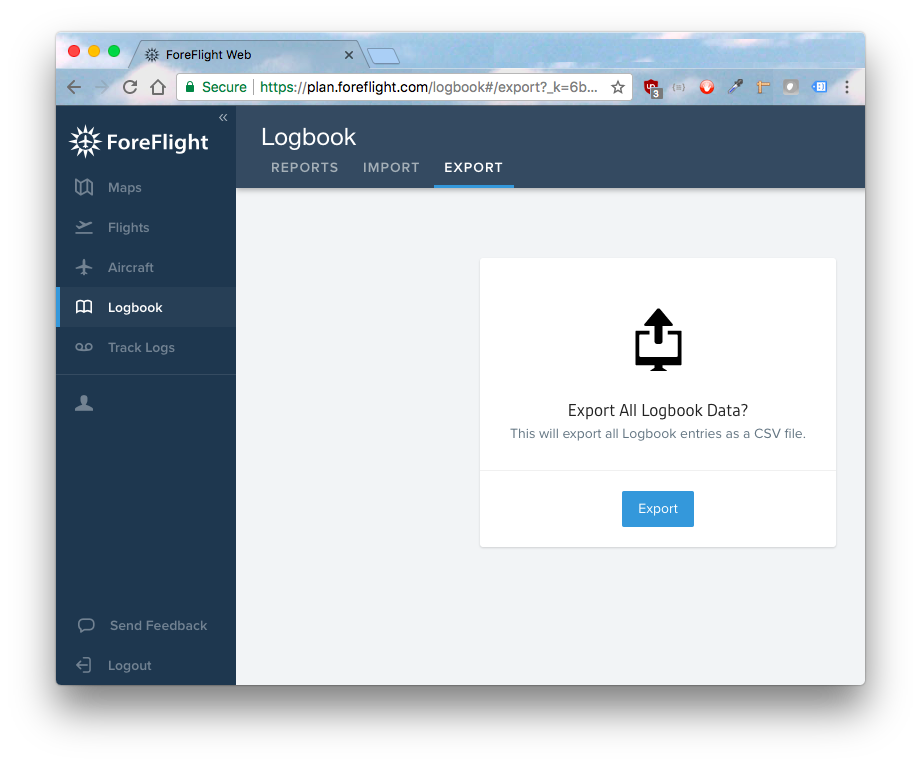 ForeFlight Web
Secure https://plan.foreflight.com/logbook#/export?_k=6b...
3
«
ForeFlight
Maps
Flights
Aircraft
Logbook
Track Logs
Send Feedback
Logout
Logbook
REPORTS IMPORT EXPORT
Export All Logbook Data?
This will export all Logbook entries as a CSV file.
Export